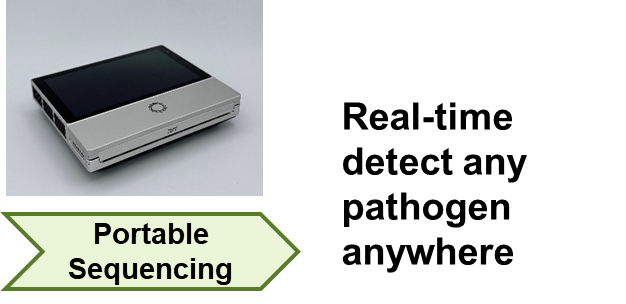 Portable
Sequencing
Real-time
detect any
pathogen
anywhere